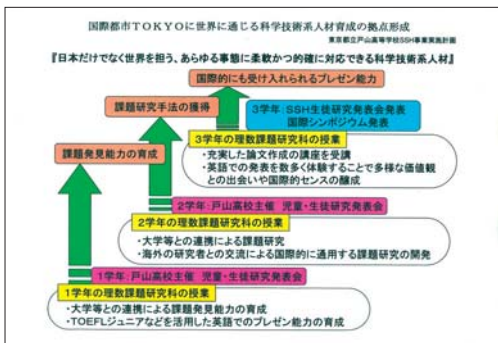 国際都市TOKYOに世界に通じる科学技術系人材育成の拠点形成
東京都立戸山高等学校SSH事業実施計画
『日本だけでなく世界を担う、あらゆる事態に柔軟かつ的確に対応できる科学技術系人材』
国際的にも受け入れられるプレゼン能力
課題研究手法の獲得
3学年:SSH生徒研究発表会発表
国際シンポジウム発表
課題発見能力の育成
3学年の理数課題研究科の授業
・充実した論文作成の講座を受講
・英語での発表を数多く体験することで多様な価値観
との出会いや国際的センスの醸成
2学年:戸山高校主催 児童・生徒研究発表会
2学年の理数課題研究科の授業
・大学等との連携による課題研究
・海外の研究者との交流による国際的に通用する課題研究の開発
1学年:戸山高校主催 児童・生徒研究発表会
1学年の理数課題研究科の授業
・大学等との連携による課題発見能力の育成
・TOEFLジュニアなどを活用した英語でのプレゼン能力の育成